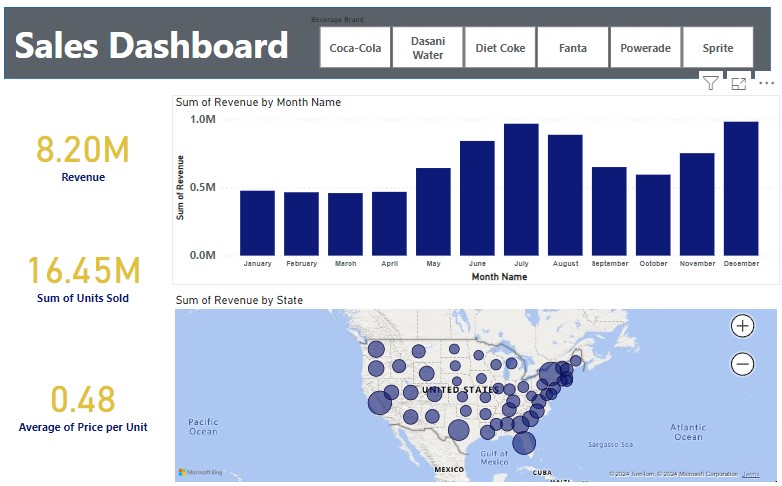 Beverage Brand
Sales Dashboard
Coca-Cola
Dasani
Water
Diet Coke
Fanta
Powerade
Sprite
8.20M
Revenue
16.45M
Sum of Units Sold
0.48
Average of Price per Unit
Sum of Revenue by Month Name
Sum of Revenue
1.0M
0.5M
0.0M
January February March April May June July August September October November December
Month Name
Sum of Revenue by State
UNITED STATES
Pacific
Ocean
Atlantic
Ocean
Sargasso Sea
Gulf of
Mexico
MEXICO
CUBA
HAITI
Microsoft Bing
© 2024 TomTom, © 2024 Microsoft Corporation Terms